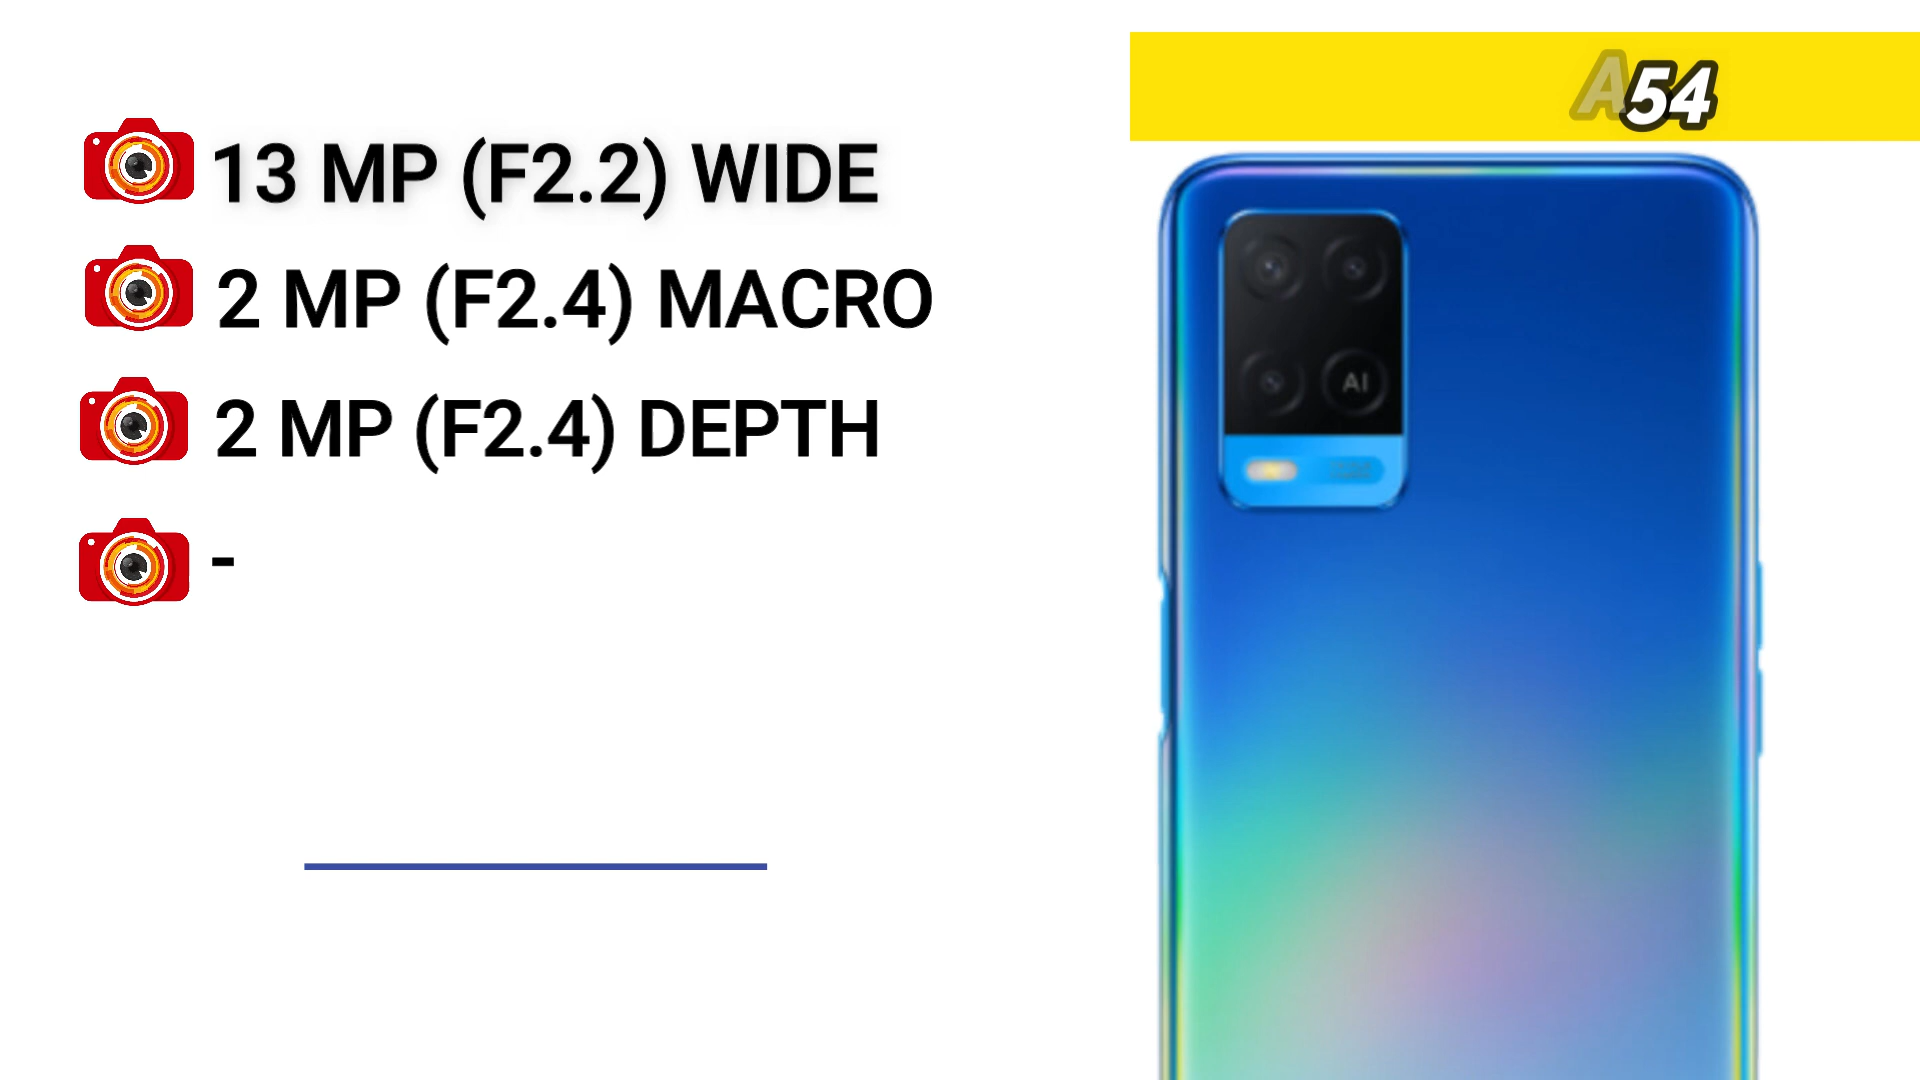 A54
13 MP (F2.2) WIDE
2 MP (F2.4) MACRO
2 MP (F2.4) DEPTH
-
AI